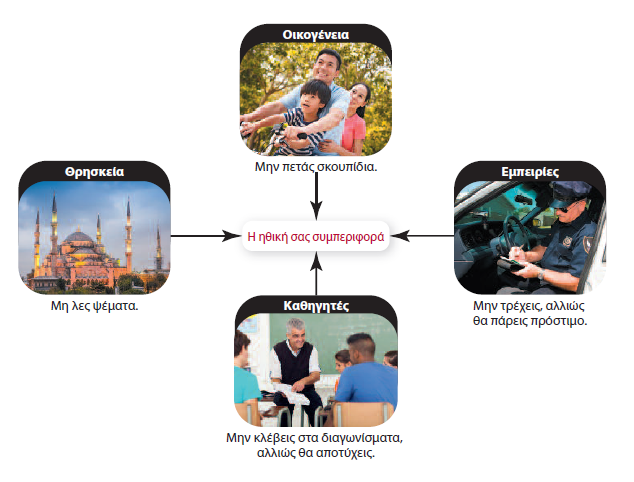 Οικογένεια
Μην πετάς σκουπίδια.
Θρησκεία
Μη λες ψέματα.
Η ηθική σας συμπεριφορά
Εμπειρίες
Μην τρέχεις, αλλιώς
θα πάρεις πρόστιμο.
Καθηγητές
Μην κλέβεις στα διαγωνίσματα,
αλλιώς θα αποτύχεις.